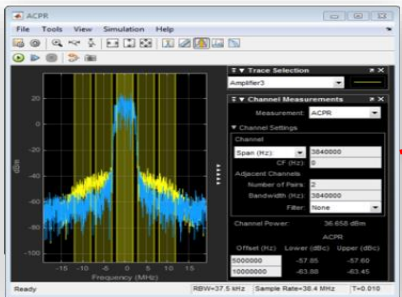 ACPR
File Tools View Simulation Help
Trace Selection
Amplifier3
Channel Measurements
Measurement: ACPR
Channel Settings
Channel
Span (Hz): 3840000
CF (Hz): 0
Adjacent Channels
Number of Pairs: 2
Bandwidth (Hz): 3840000
Filter: None
Channel Power: 36.658 dBm
ACPR
Offset (Hz) Lower (dBc) Upper (dBc)
5000000 -57.85 -57.60
10000000 -63.88 -63.45
20
0
-20
-40
-60
-80
-100
dBm
-15 -10 -5 0 5 10 15
Frequency (MHz)
Ready RBW=37.5 kHz Sample Rate=38.4 MHz T=0.010